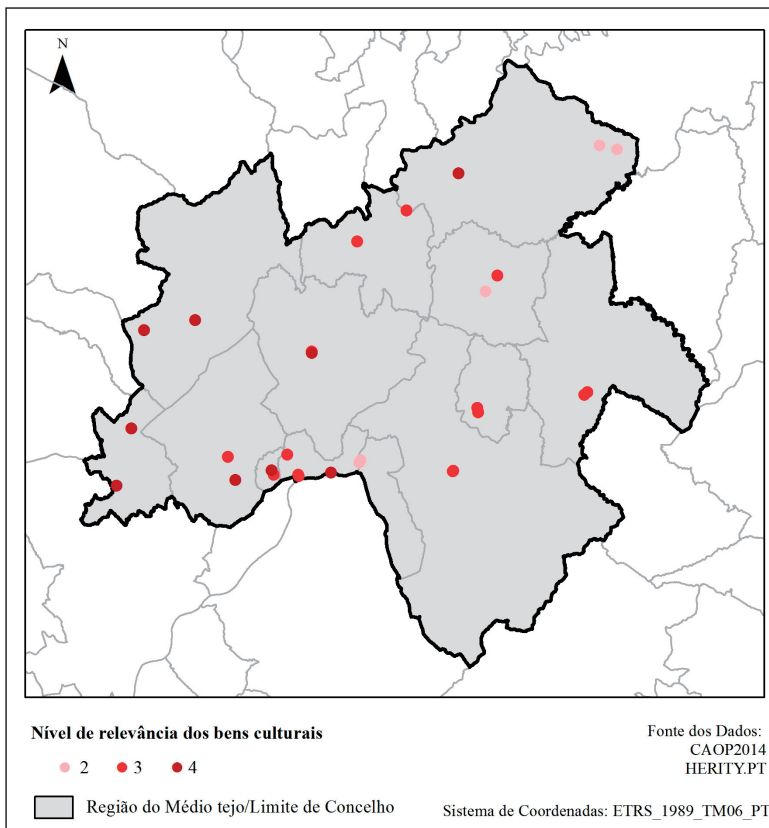 N
Nível de relevância dos bens culturais
2 3 4
Região do Médio tejo/Limite de Concelho
Fonte dos Dados:
CAOP2014
HERITY.PT
Sistema de Coordenadas: ETRS_1989_TM06_PT